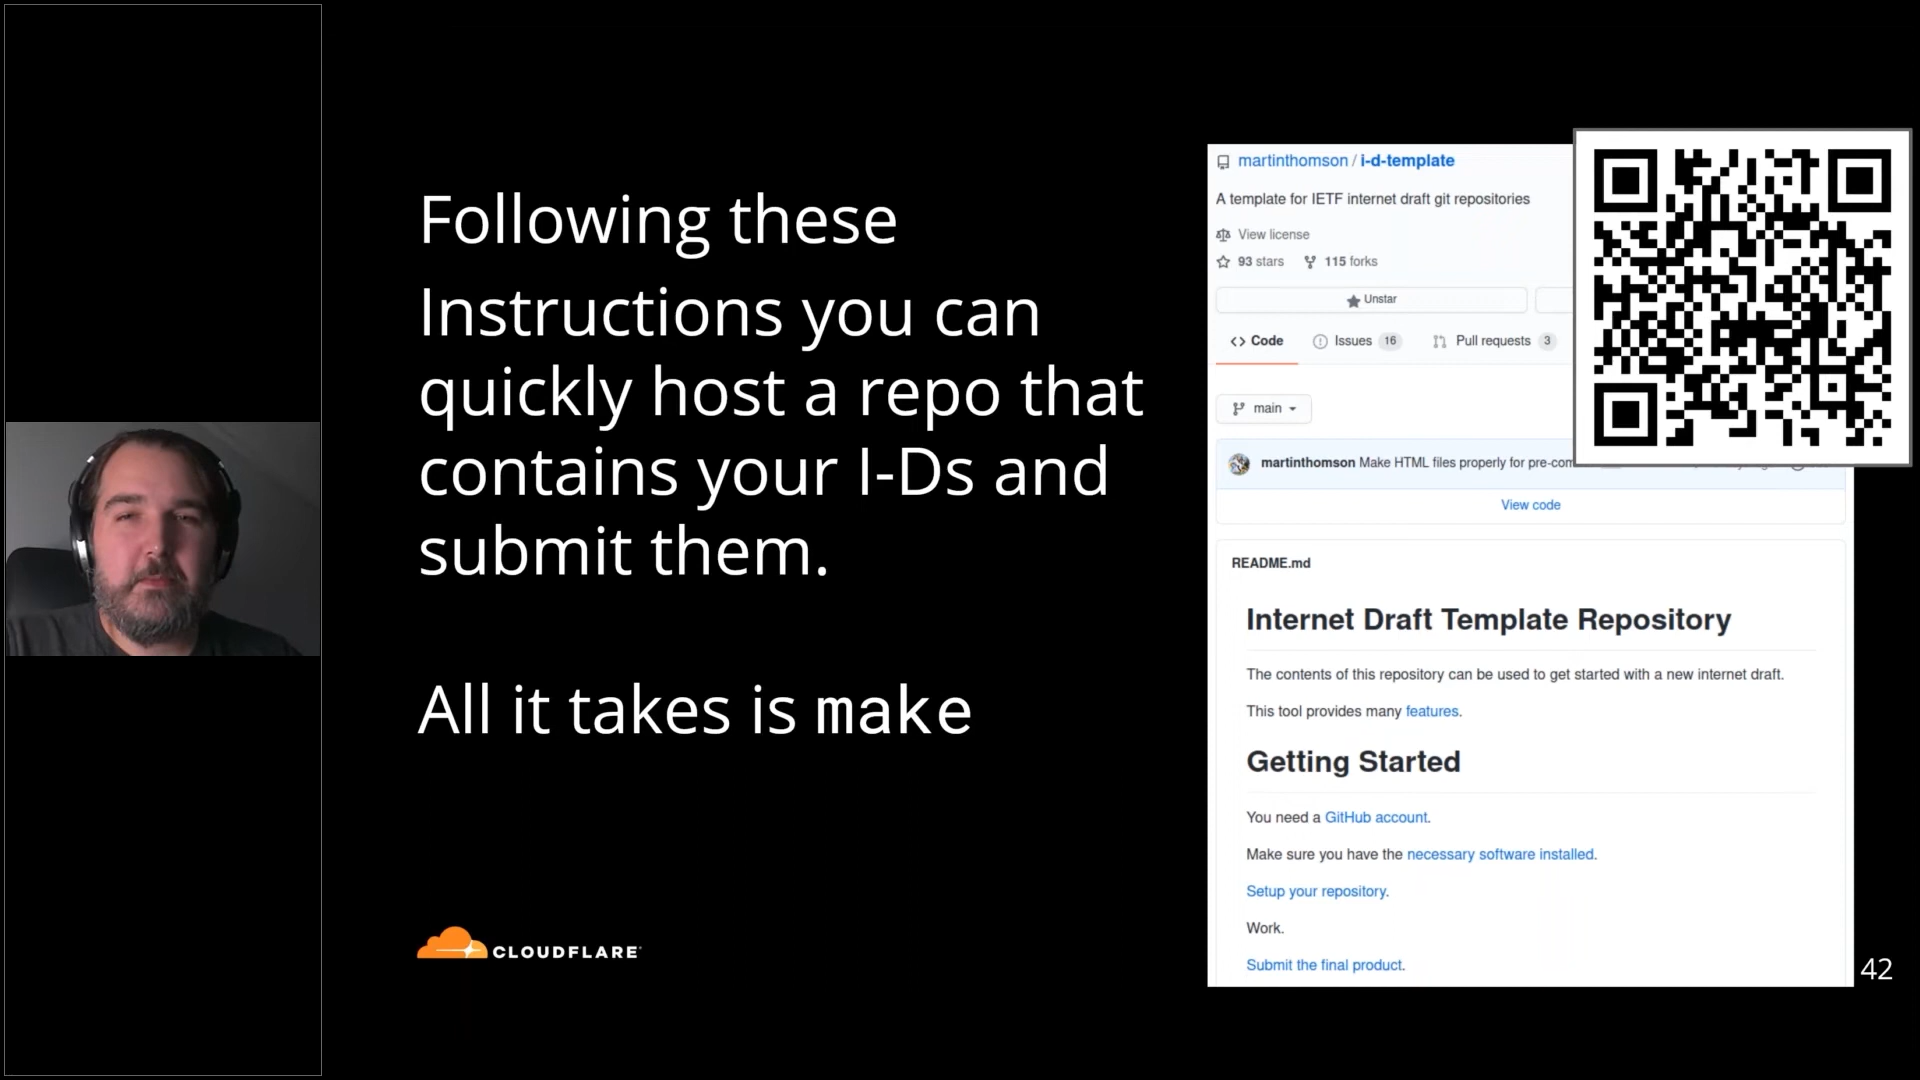 Following these
Instructions you can
quickly host a repo that
contains your I-Ds and
submit them.
All it takes is make
CLOUDFLARE
martinthomson / i-d-template
A template for IETF internet draft git repositories
View license
93 stars 115 forks
Unstar
Code Issues 16 Pull requests 3
main
martinthomson Make HTML files properly for pre-com
View code
README.md
Internet Draft Template Repository
The contents of this repository can be used to get started with a new internet draft.
This tool provides many features.
Getting Started
You need a GitHub account.
Make sure you have the necessary software installed.
Setup your repository.
Work.
Submit the final product.
42